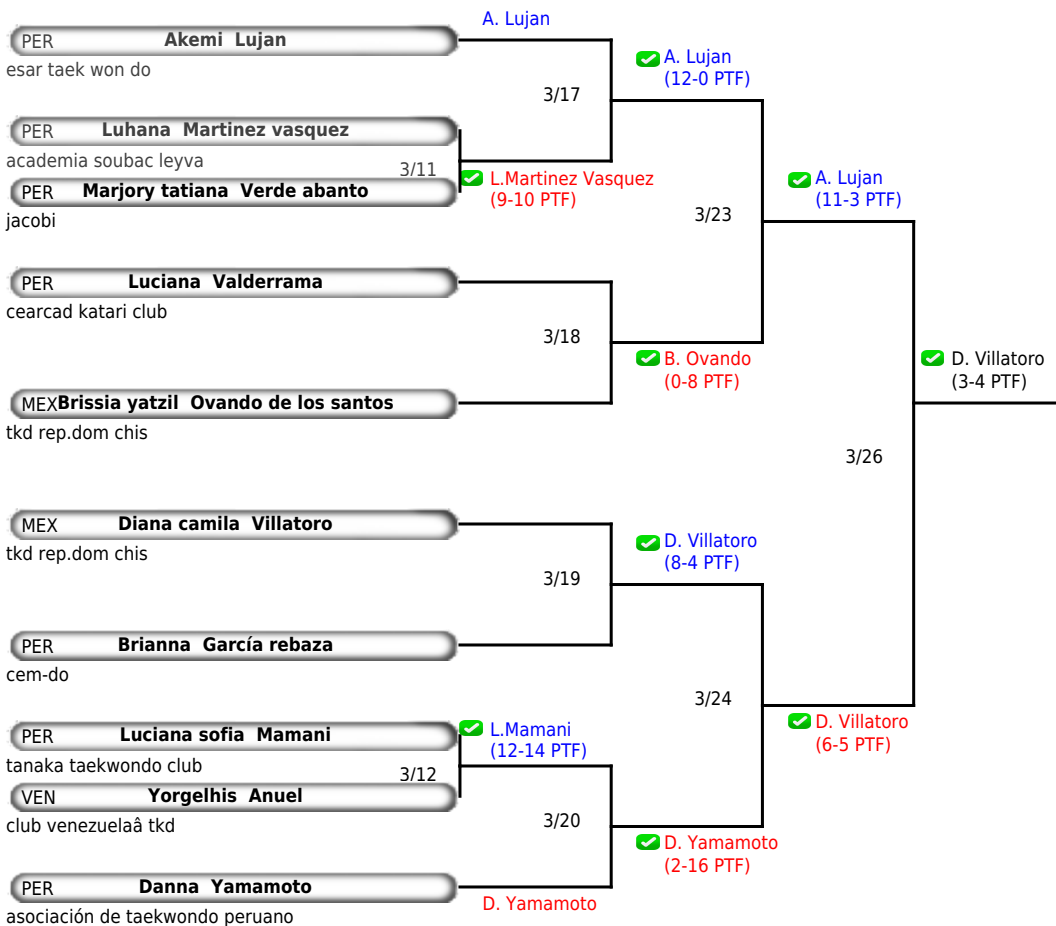 A. Lujan
PER Akemi Lujan
esar taek won do
A. Lujan
(12-0 PTF)
3/17
PER Luhana Martinez vasquez
academia soubac leyva
3/11
L.Martinez Vasquez
(9-10 PTF)
PER Marjory tatiana Verde abanto
jacobi
A. Lujan
(11-3 PTF)
3/23
PER Luciana Valderrama
cearcad katari club
3/18
B. Ovando
(0-8 PTF)
D. Villatoro
(3-4 PTF)
MEX Brissia yatzil Ovando de los santos
tkd rep.dom chis
3/26
MEX Diana camila Villatoro
tkd rep.dom chis
D. Villatoro
(8-4 PTF)
3/19
PER Brianna García rebaza
cem-do
3/24
D. Villatoro
(6-5 PTF)
PER Luciana sofia Mamani
tanaka taekwondo club
L.Mamani
(12-14 PTF)
3/12
VEN Yorgelhis Anuel
club venezuelaâ tkd
3/20
D. Yamamoto
(2-16 PTF)
PER Danna Yamamoto
asociación de taekwondo peruano
D. Yamamoto